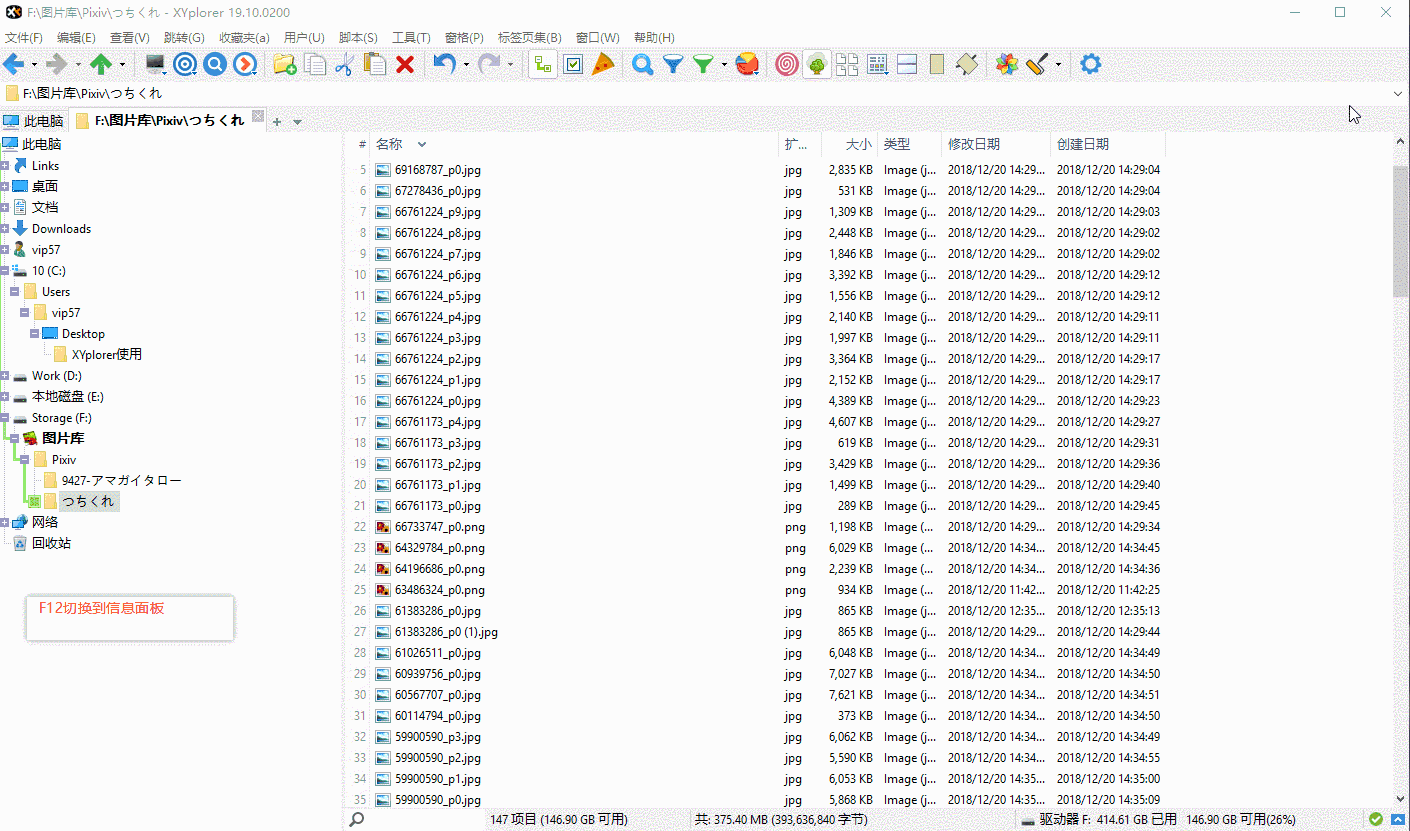 F:\图片库\Pixiv\つちくれ - XYplorer 19.10.0200
文件(F) 编辑(E) 查看(V) 跳转(G) 收藏夹(a) 用户(U) 脚本(S) 工具(T) 窗格(P) 标签页集(B) 窗口(W) 帮助(H)
F:\图片库\Pixiv\つちくれ
此电脑 F:\图片库\Pixiv\つちくれ
此电脑
Links
桌面
文档
Downloads
vip57
10 (C:)
Users
vip57
Desktop
XYplorer使用
Work (D:)
本地磁盘 (E:)
Storage (F:)
图片库
Pixiv
9427-アマガイタロー
つちくれ
网络
回收站
F12切换到信息面板
# 名称 扩... 大小 类型 修改日期 创建日期
5 69168787_p0.jpg jpg 2,835 KB Image (j... 2018/12/20 14:29... 2018/12/20 14:29:04
6 67278436_p0.jpg jpg 531 KB Image (j... 2018/12/20 14:29... 2018/12/20 14:29:04
7 66761224_p9.jpg jpg 1,309 KB Image (j... 2018/12/20 14:29... 2018/12/20 14:29:03
8 66761224_p8.jpg jpg 2,448 KB Image (j... 2018/12/20 14:29... 2018/12/20 14:29:02
9 66761224_p7.jpg jpg 1,846 KB Image (j... 2018/12/20 14:29... 2018/12/20 14:29:02
10 66761224_p6.jpg jpg 3,392 KB Image (j... 2018/12/20 14:29... 2018/12/20 14:29:12
11 66761224_p5.jpg jpg 1,556 KB Image (j... 2018/12/20 14:29... 2018/12/20 14:29:12
12 66761224_p4.jpg jpg 2,140 KB Image (j... 2018/12/20 14:29... 2018/12/20 14:29:11
13 66761224_p3.jpg jpg 1,997 KB Image (j... 2018/12/20 14:29... 2018/12/20 14:29:11
14 66761224_p2.jpg jpg 3,364 KB Image (j... 2018/12/20 14:29... 2018/12/20 14:29:17
15 66761224_p1.jpg jpg 2,152 KB Image (j... 2018/12/20 14:29... 2018/12/20 14:29:17
16 66761224_p0.jpg jpg 4,389 KB Image (j... 2018/12/20 14:29... 2018/12/20 14:29:23
17 66761173_p4.jpg jpg 4,607 KB Image (j... 2018/12/20 14:29... 2018/12/20 14:29:27
18 66761173_p3.jpg jpg 619 KB Image (j... 2018/12/20 14:29... 2018/12/20 14:29:31
19 66761173_p2.jpg jpg 3,429 KB Image (j... 2018/12/20 14:29... 2018/12/20 14:29:36
20 66761173_p1.jpg jpg 1,499 KB Image (j... 2018/12/20 14:29... 2018/12/20 14:29:40
21 66761173_p0.jpg jpg 289 KB Image (j... 2018/12/20 14:29... 2018/12/20 14:29:45
22 66733747_p0.png png 1,198 KB Image (... 2018/12/20 14:29... 2018/12/20 14:29:34
23 64329784_p0.png png 6,029 KB Image (... 2018/12/20 14:34... 2018/12/20 14:34:45
24 64196686_p0.png png 2,239 KB Image (... 2018/12/20 14:34... 2018/12/20 14:34:36
25 63486324_p0.png png 934 KB Image (... 2018/12/20 11:42... 2018/12/20 11:42:25
26 61383286_p0.jpg jpg 865 KB Image (j... 2018/12/20 12:35... 2018/12/20 12:35:13
27 61383286_p0 (1).jpg jpg 865 KB Image (j... 2018/12/20 14:29... 2018/12/20 14:29:44
28 61026511_p0.jpg jpg 6,048 KB Image (j... 2018/12/20 14:34... 2018/12/20 14:34:49
29 60939756_p0.jpg jpg 7,027 KB Image (j... 2018/12/20 14:34... 2018/12/20 14:34:50
30 60567707_p0.jpg jpg 7,621 KB Image (j... 2018/12/20 14:34... 2018/12/20 14:34:51
31 60114794_p0.jpg jpg 373 KB Image (j... 2018/12/20 14:34... 2018/12/20 14:34:50
32 59900590_p3.jpg jpg 6,062 KB Image (j... 2018/12/20 14:34... 2018/12/20 14:34:49
33 59900590_p2.jpg jpg 5,590 KB Image (j... 2018/12/20 14:34... 2018/12/20 14:34:55
34 59900590_p1.jpg jpg 6,053 KB Image (j... 2018/12/20 14:35... 2018/12/20 14:35:00
35 59900590_p0.jpg jpg 5,868 KB Image (j... 2018/12/20 14:35... 2018/12/20 14:35:09
147 项目 (146.90 GB 可用) 共: 375.40 MB (393,636,840 字节) 驱动器 F: 414.61 GB 已用 146.90 GB 可用(26%)